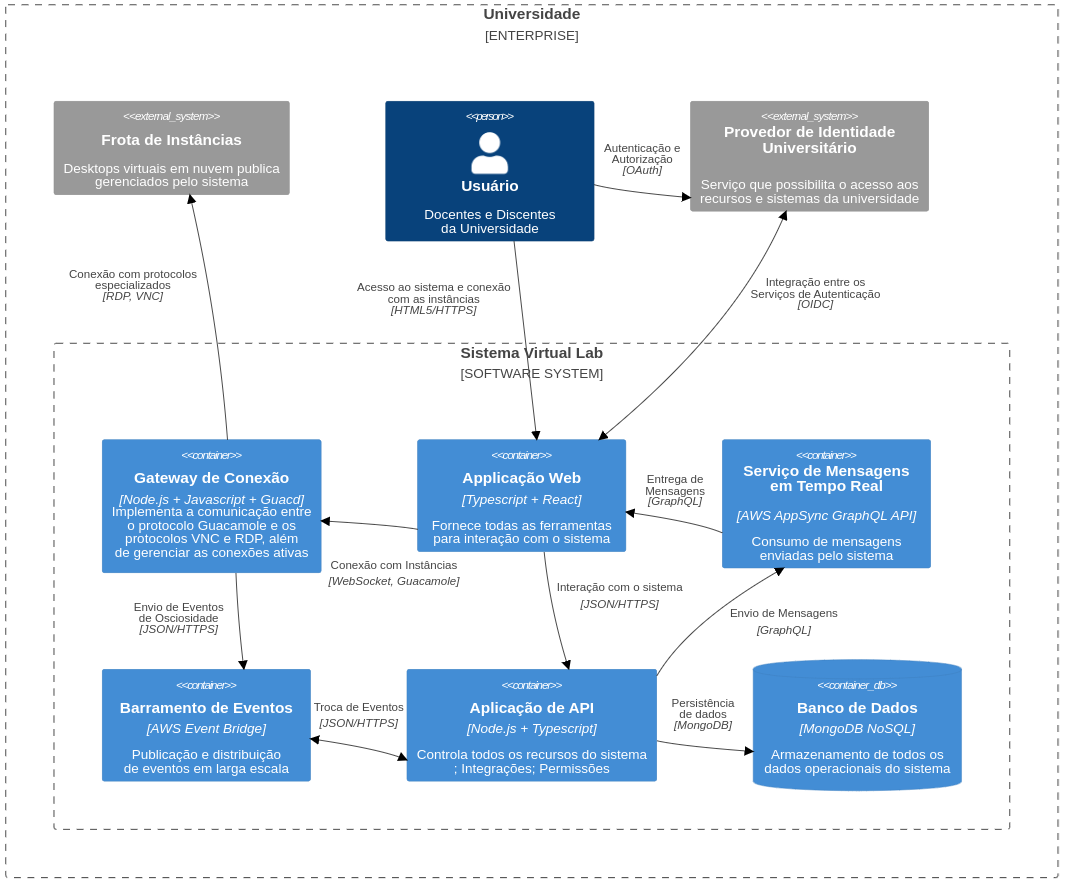 Universidade
[ENTERPRISE]
<<external_system>>
Frota de Instâncias
Desktops virtuais em nuvem publica
gerenciados pelo sistema
<<person>>
Usuário
Docentes e Discentes
da Universidade
Autenticação e
Autorização
[OAuth]
<<external_system>>
Provedor de Identidade
Universitário
Serviço que possibilita o acesso aos
recursos e sistemas da universidade
Conexão com protocolos
especializados
[RDP, VNC]
Acesso ao sistema e conexão
com as instâncias
[HTML5/HTTPS]
Integração entre os
Serviços de Autenticação
[OIDC]
Sistema Virtual Lab
[SOFTWARE SYSTEM]
<<container>>
Gateway de Conexão
[Node.js + Javascript + Guacd]
Implementa a comunicação entre
o protocolo Guacamole e os
protocolos VNC e RDP, além
de gerenciar as conexões ativas
<<container>>
Applicação Web
[Typescript + React]
Fornece todas as ferramentas
para interação com o sistema
Entrega de
Mensagens
[GraphQL]
<<container>>
Serviço de Mensagens
em Tempo Real
[AWS AppSync GraphQL API]
Consumo de mensagens
enviadas pelo sistema
Conexão com Instâncias
[WebSocket, Guacamole]
Interação com o sistema
[JSON/HTTPS]
Envio de Eventos
de Osciosidade
[JSON/HTTPS]
Envio de Mensagens
[GraphQL]
<<container>>
Barramento de Eventos
[AWS Event Bridge]
Publicação e distribuição
de eventos em larga escala
Troca de Eventos
[JSON/HTTPS]
<<container>>
Aplicação de API
[Node.js + Typescript]
Controla todos os recursos do sistema
; Integrações; Permissões
Persistência
de dados
[MongoDB]
<<container_db>>
Banco de Dados
[MongoDB NoSQL]
Armazenamento de todos os
dados operacionais do sistema